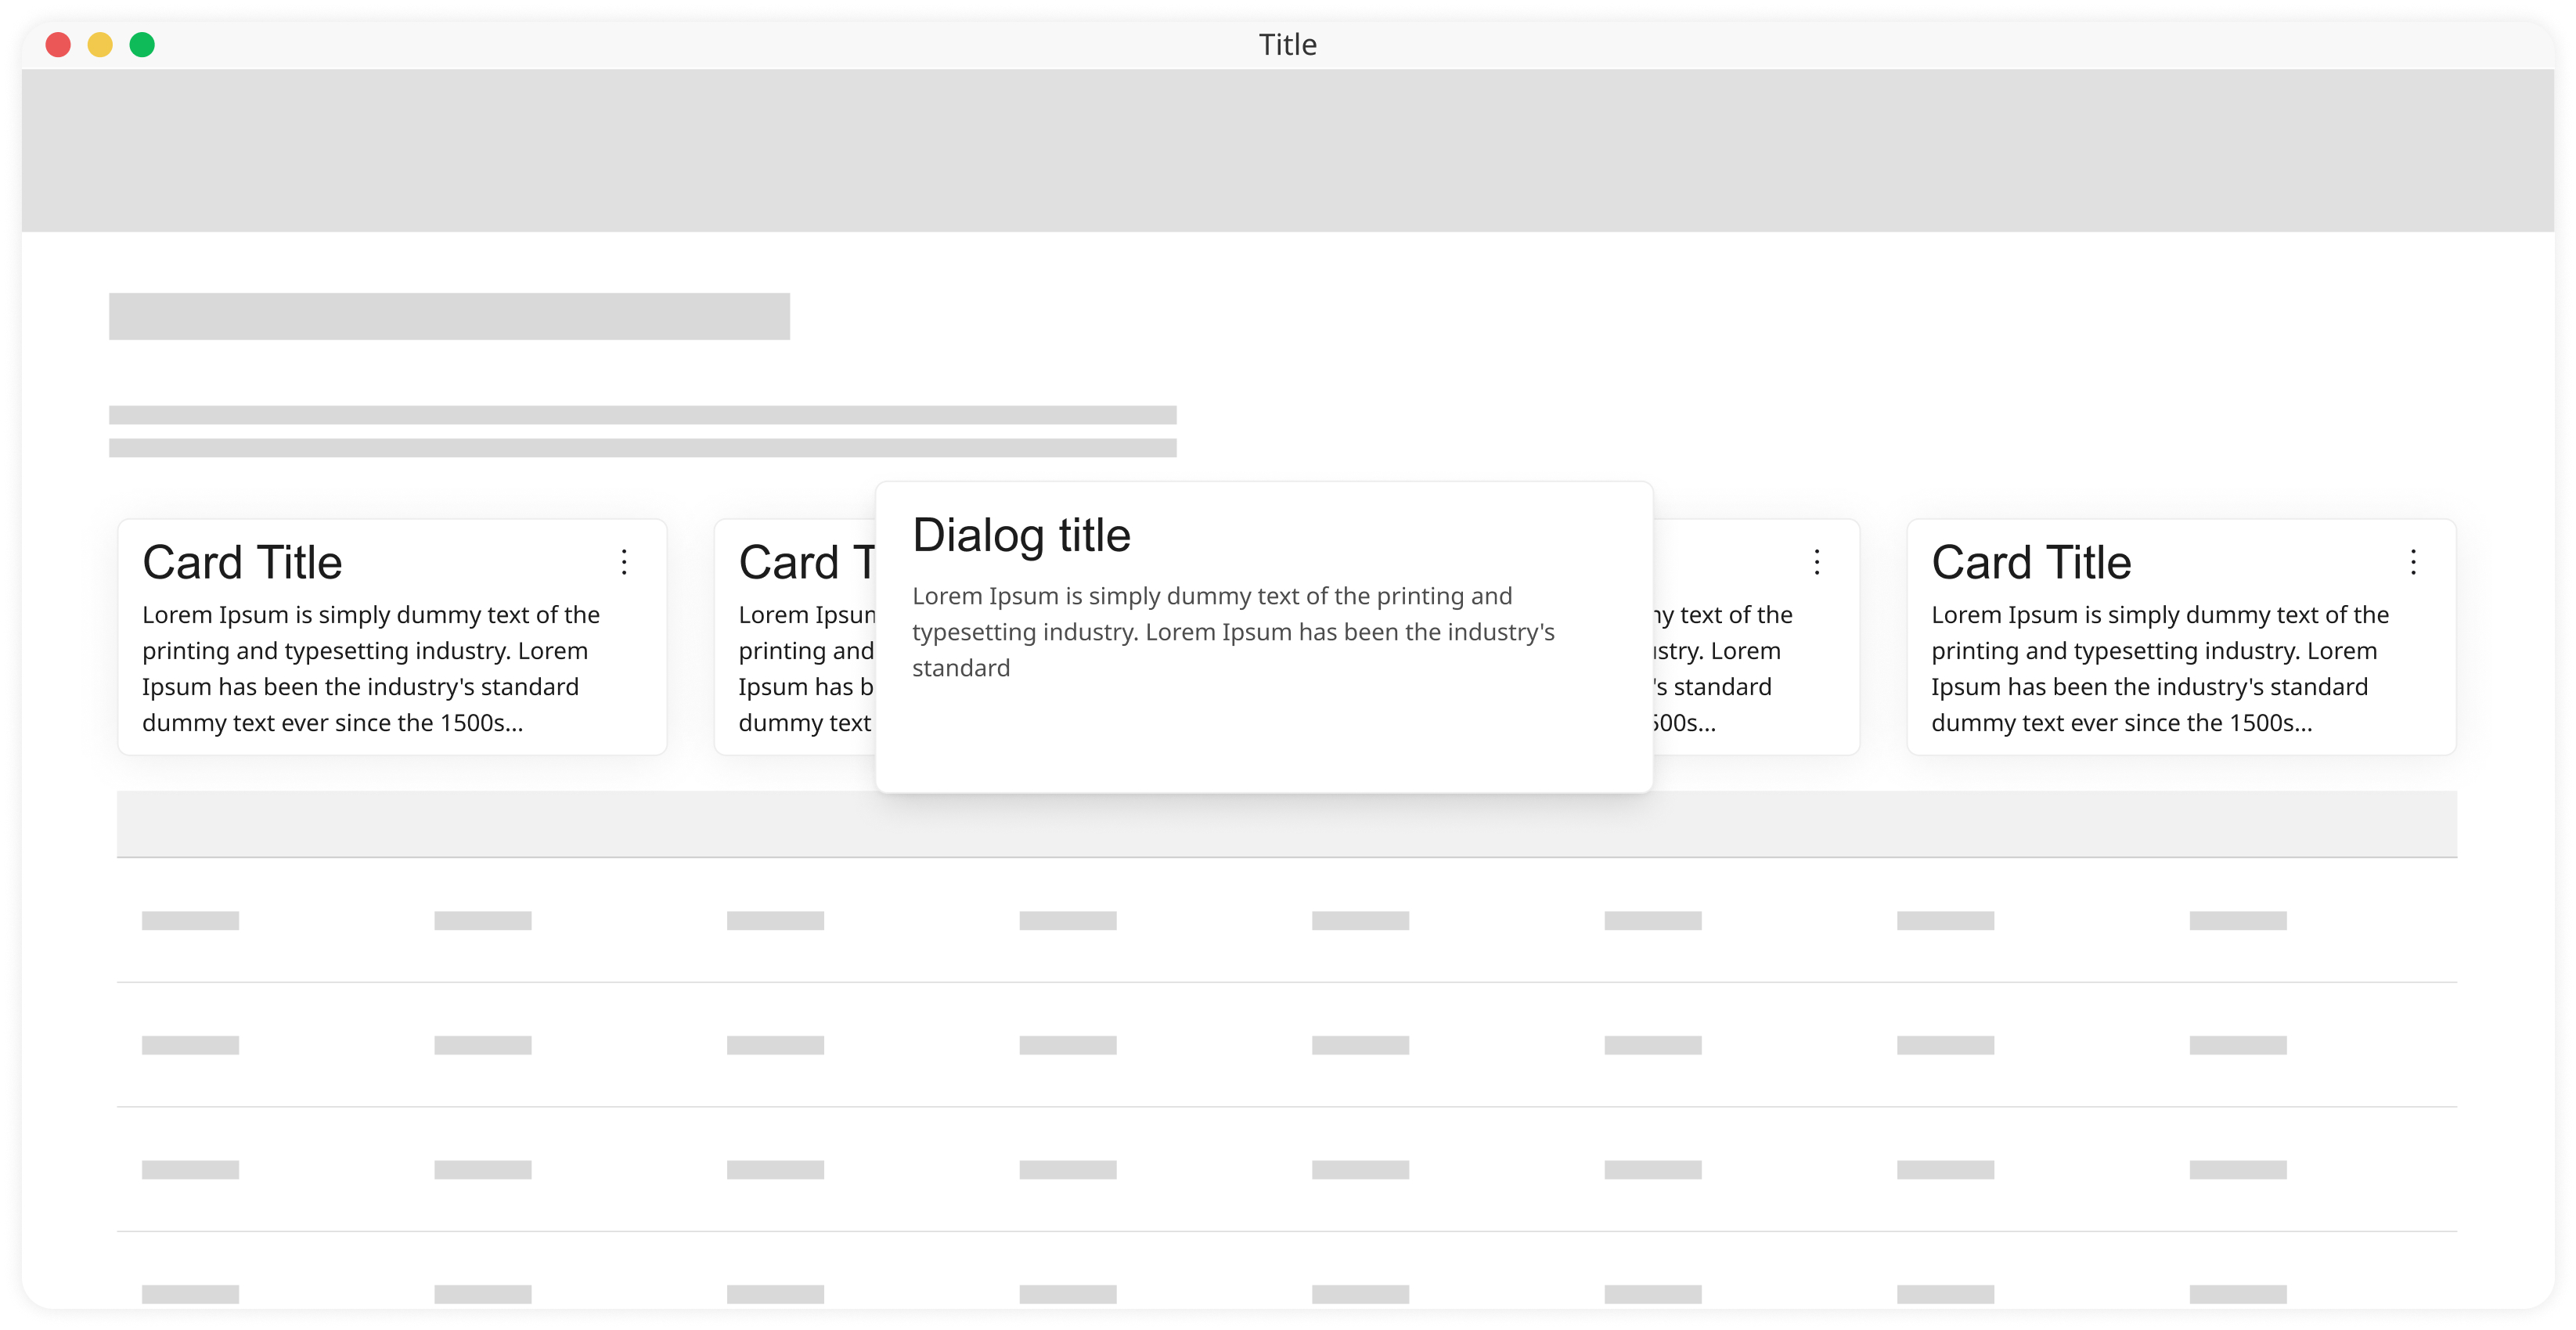 Title
Card Title
Lorem Ipsum is simply dummy text of the
printing and typesetting industry. Lorem
Ipsum has been the industry's standard
dummy text ever since the 1500s...
Card
Lorem
printing and
Ipsum has
dummy text
Dialog title
Lorem Ipsum is simply dummy text of the printing and
typesetting industry. Lorem Ipsum has been the industry's
standard
text of the
Lorem
standard
Card Title
Lorem Ipsum is simply dummy text of the
printing and typesetting industry. Lorem
Ipsum has been the industry's standard
dummy text ever since the 1500s...